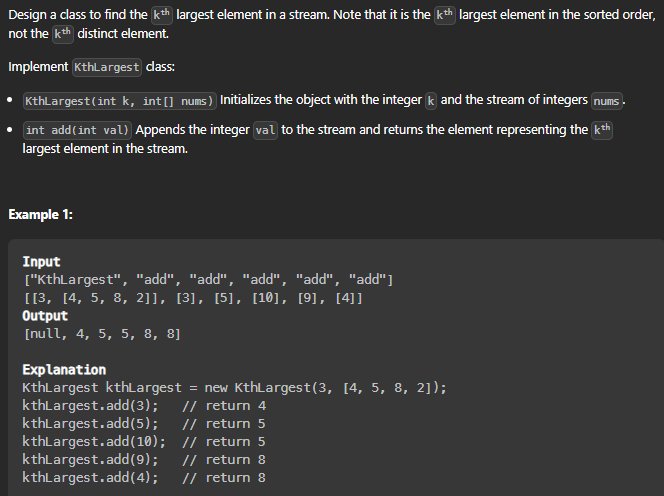 Design a class to find the kth largest element in a stream. Note that it is the kth largest element in the sorted order,
not the kth distinct element.
Implement KthLargest class:
• KthLargest(int k, int[] nums) Initializes the object with the integer k and the stream of integers nums.
• int add(int val) Appends the integer val to the stream and returns the element representing the kth
largest element in the stream.
Example 1:
Input
["KthLargest", "add", "add", "add", "add", "add"]
[[3, [4, 5, 8, 2]], [3], [5], [10], [9], [4]]
Output
[null, 4, 5, 5, 8, 8]
Explanation
KthLargest kthLargest = new KthLargest(3, [4, 5, 8, 2]);
kthLargest.add(3);   // return 4
kthLargest.add(5);   // return 5
kthLargest.add(10);  // return 5
kthLargest.add(9);   // return 8
kthLargest.add(4);   // return 8